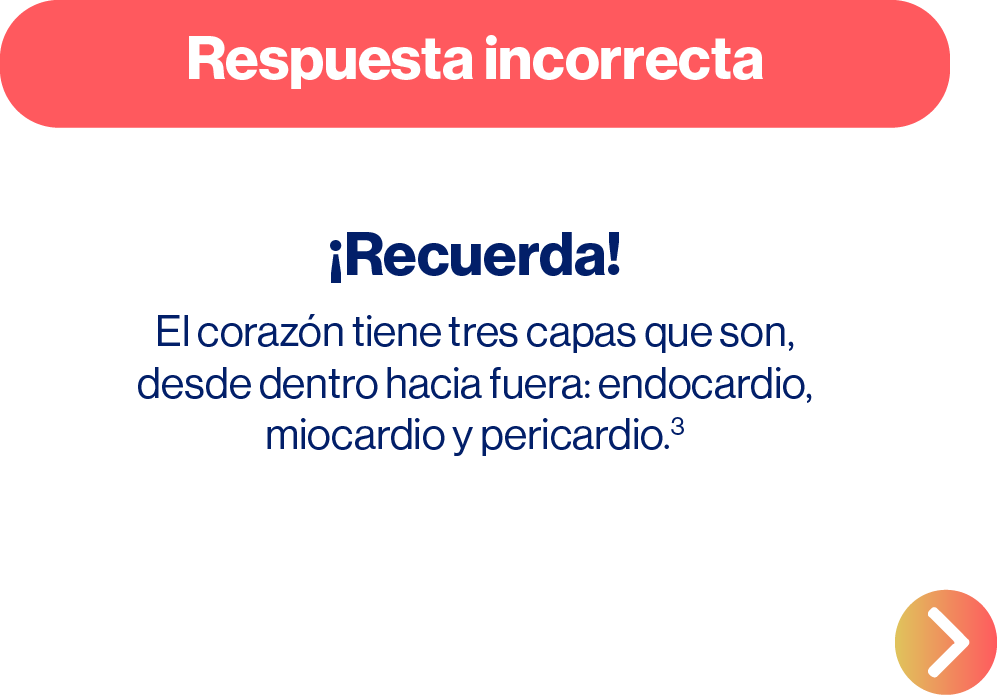 Respuesta incorrecta
¡Recuerda!
El corazón tiene tres capas que son,
desde dentro hacia fuera: endocardio,
miocardio y pericardio.³